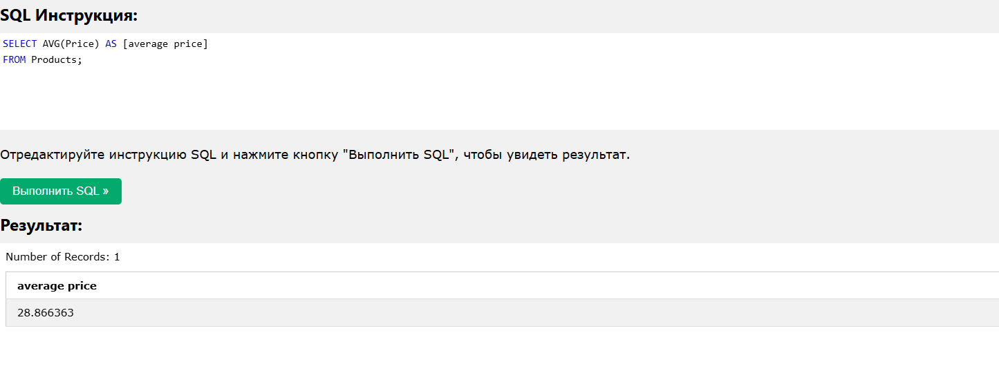 SQL Инструкция:
SELECT AVG(Price) AS [average price]
FROM Products;
Отредактируйте инструкцию SQL и нажмите кнопку "Выполнить SQL", чтобы увидеть результат.
Выполнить SQL »
Результат:
Number of Records: 1
average price
28.866363